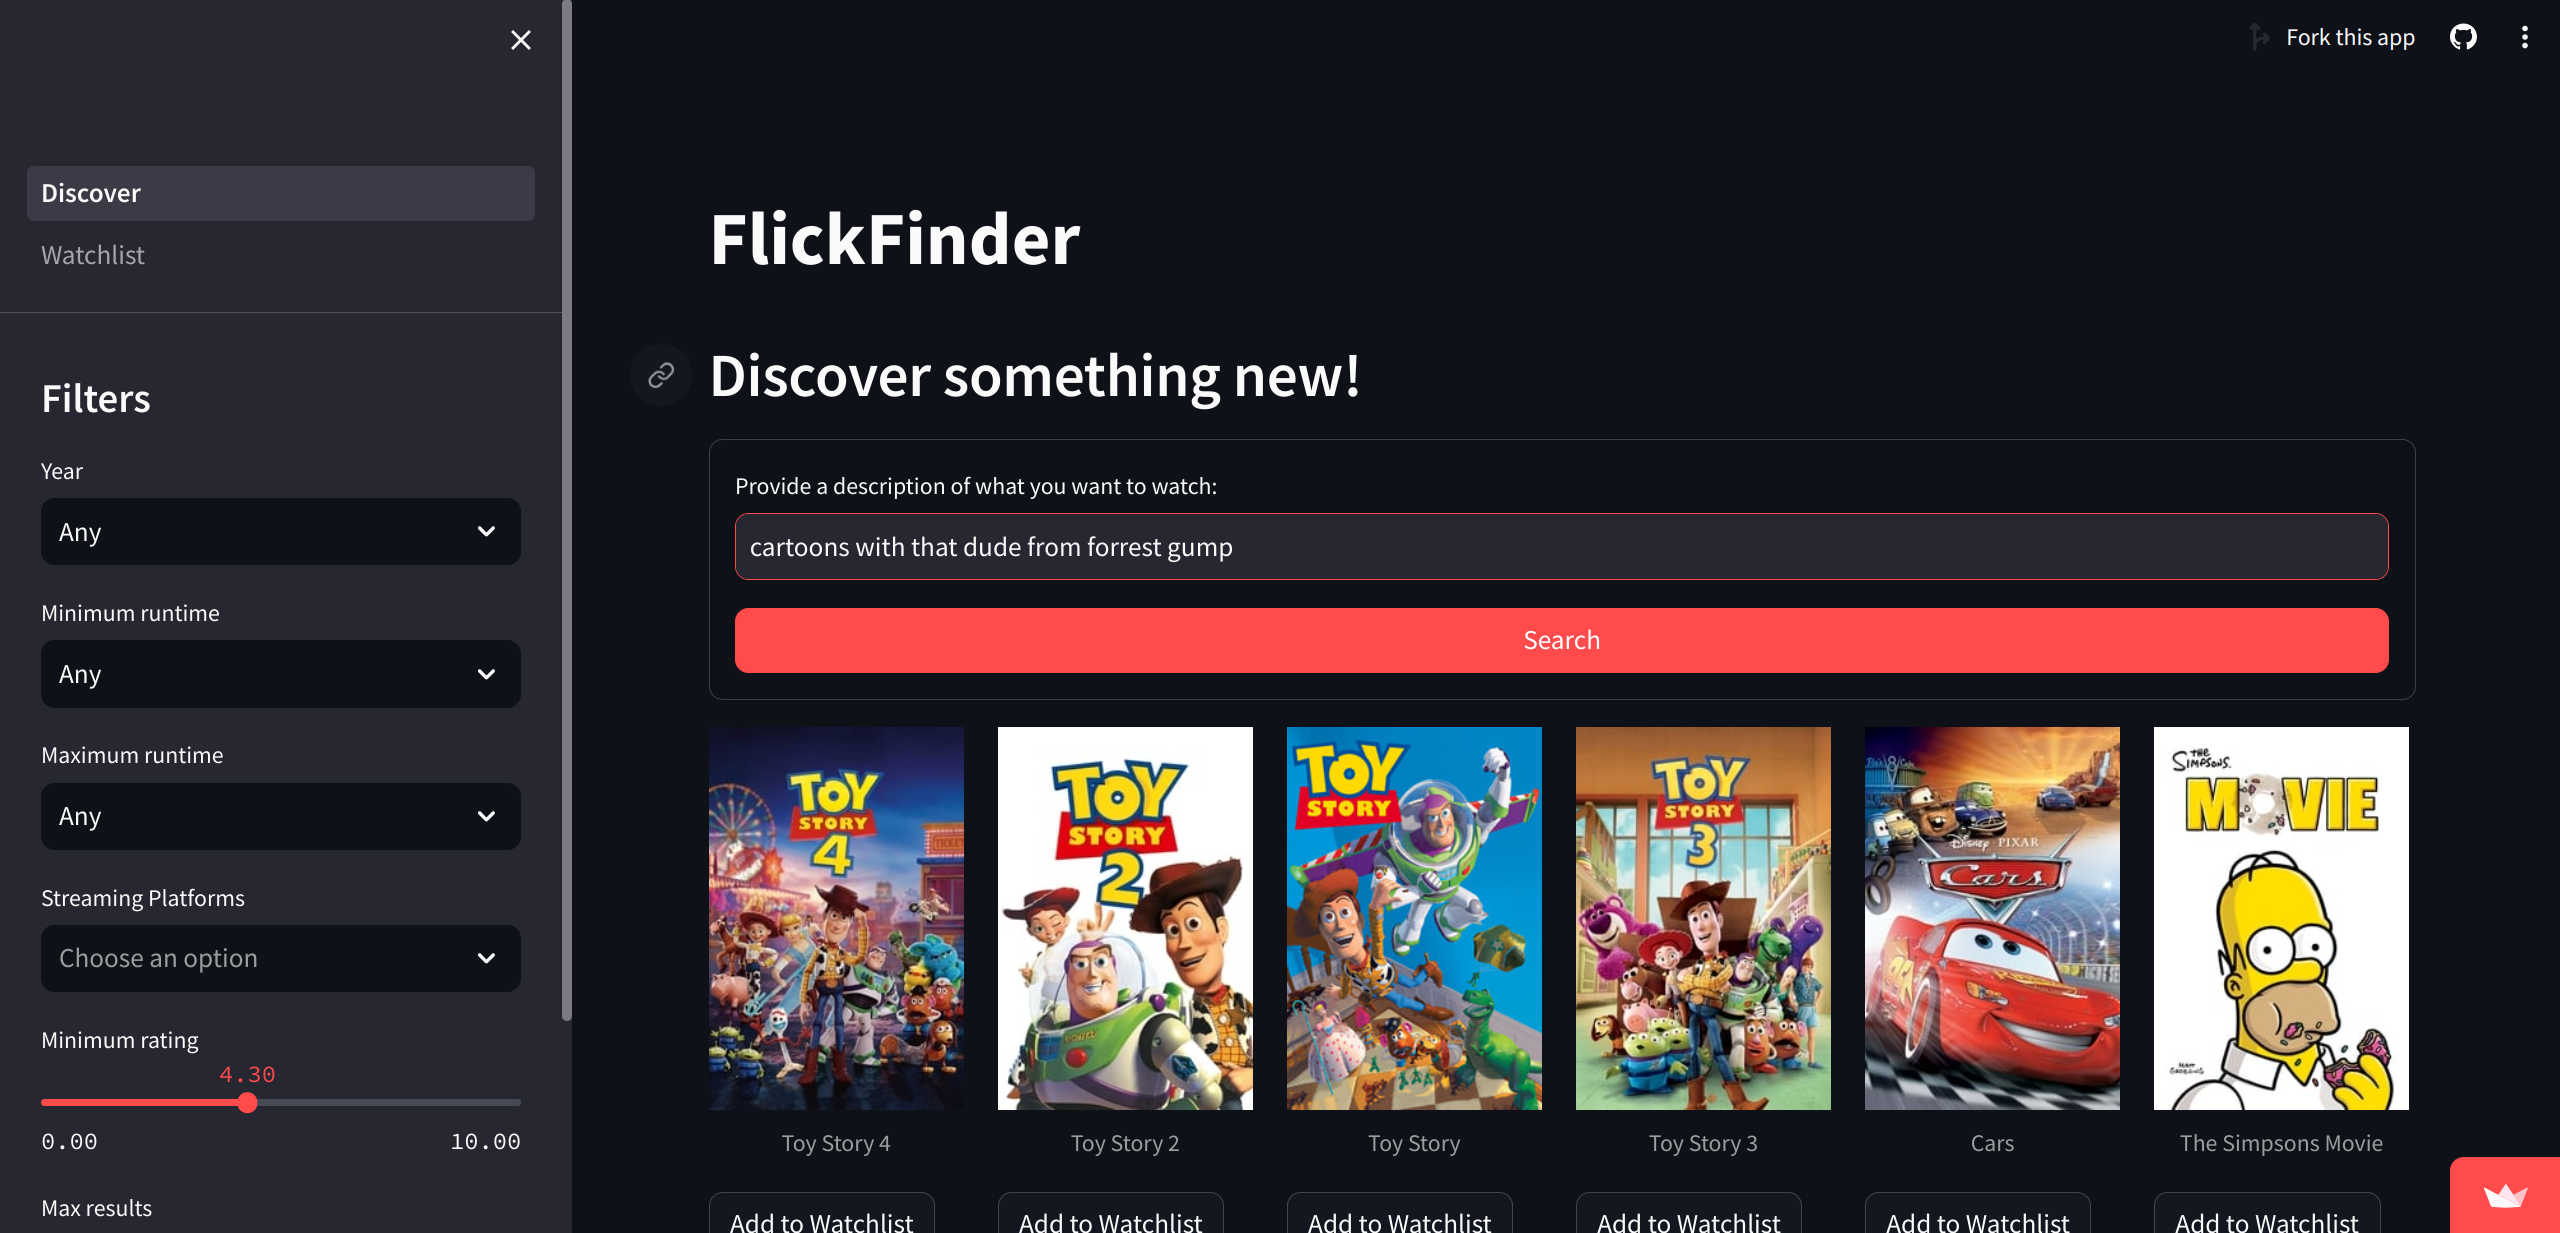 Fork this app
Discover
Watchlist
Filters
Year
Any
Minimum runtime
Any
Maximum runtime
Any
Streaming Platforms
Choose an option
Minimum rating
4.30
0.00 10.00
Max results
FlickFinder
Discover something new!
Provide a description of what you want to watch:
cartoons with that dude from forrest gump
Search
TOY
STORY
4
TOY
STORY
2
TOY
STORY
TOY
STORY
3
DISNEY PIXAR
Cars
THE
SIMPSONS
MOVIE
Toy Story 4 Toy Story 2 Toy Story Toy Story 3 Cars The Simpsons Movie
Add to Watchlist Add to Watchlist Add to Watchlist Add to Watchlist Add to Watchlist Add to Watchlist